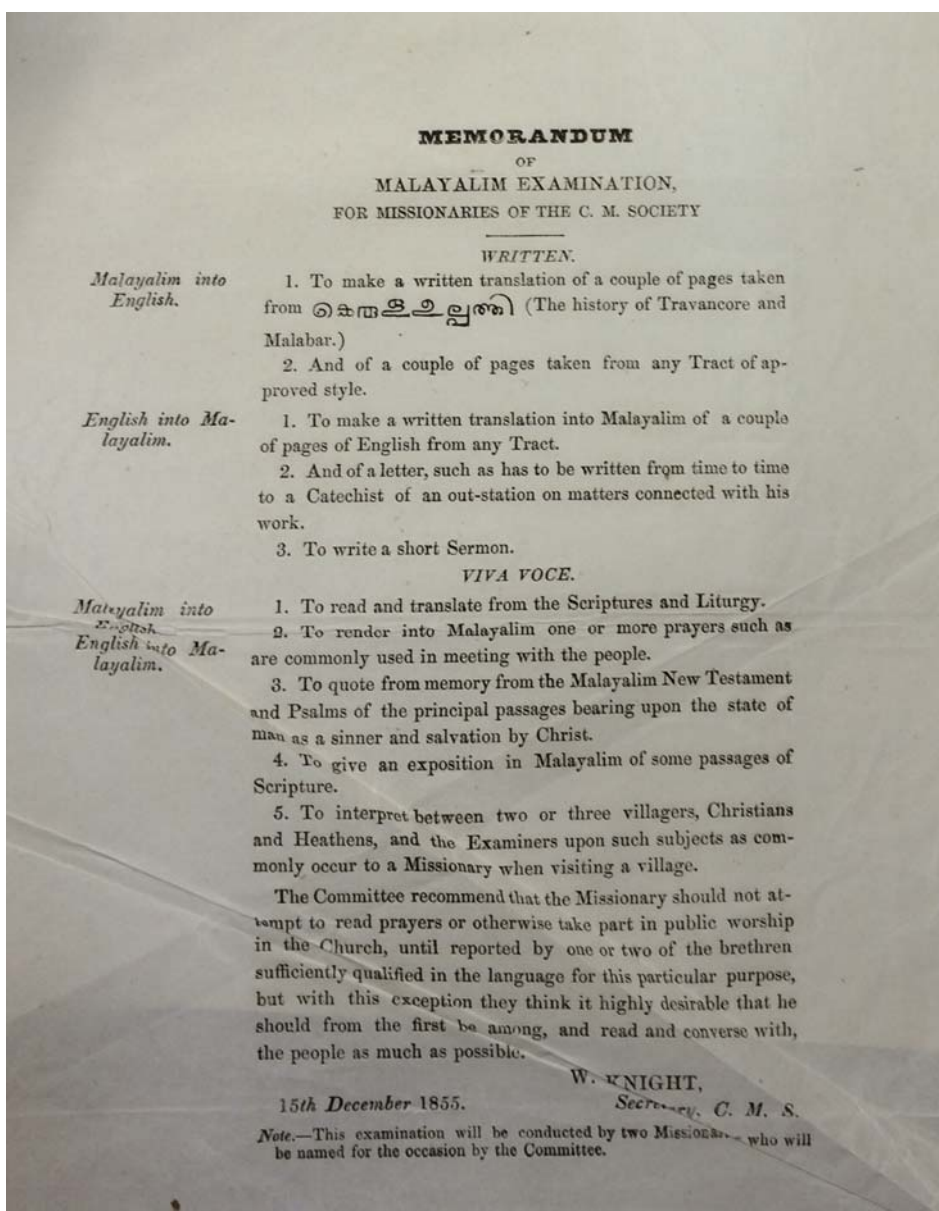 MEMORANDUM
OF
MALAYALIM EXAMINATION,
FOR MISSIONARIES OF THE C. M. SOCIETY
WRITTEN.
Malayalim into
English.
1. To make a written translation of a couple of pages taken
from കെരളഉല്പത്തി (The history of Travancore and
Malabar.)
2. And of a couple of pages taken from any Tract of ap-
proved style.
English into Ma-
layalim.
1. To make a written translation into Malayalim of a couple
of pages of English from any Tract.
2. And of a letter, such as has to be written from time to time
to a Catechist of an out-station on matters connected with his
work.
3. To write a short Sermon.
VIVA VOCE.
Malayalim into
English
English into Ma-
layalim.
1. To read and translate from the Scriptures and Liturgy.
2. To render into Malayalim one or more prayers such as
are commonly used in meeting with the people.
3. To quote from memory from the Malayalim New Testament
and Psalms of the principal passages bearing upon the state of
man as a sinner and salvation by Christ.
4. To give an exposition in Malayalim of some passages of
Scripture.
5. To interpret between two or three villagers, Christians
and Heathens, and the Examiners upon such subjects as com-
monly occur to a Missionary when visiting a village.
The Committee recommend that the Missionary should not at-
tempt to read prayers or otherwise take part in public worship
in the Church, until reported by one or two of the brethren
sufficiently qualified in the language for this particular purpose,
but with this exception they think it highly desirable that he
should from the first be among, and read and converse with,
the people as much as possible.
W. KNIGHT,
15th December 1855.
Secretary, C. M. S.
Note.—This examination will be conducted by two Missionaries who will
be named for the occasion by the Committee.